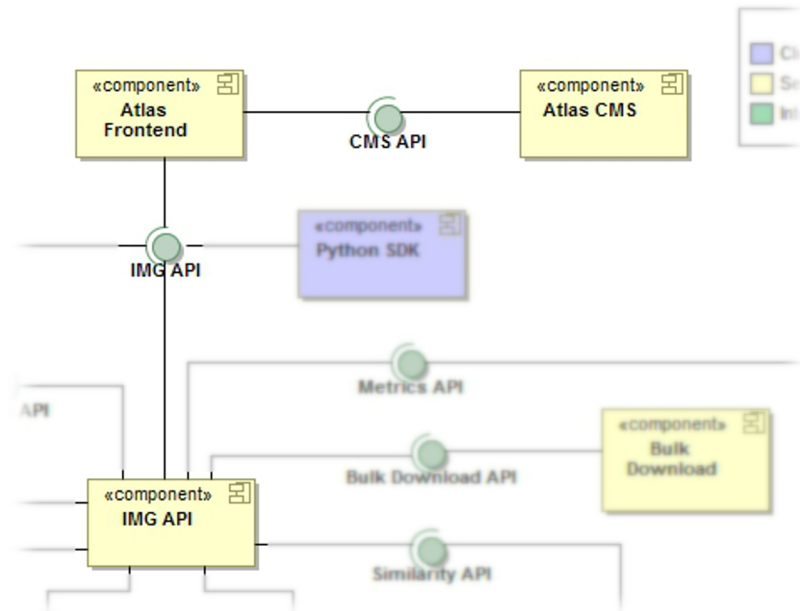 «component»
Atlas
Frontend
CMS API
«component»
Atlas CMS
IMG API
«component»
Python SDK
Metrics API
API
«component»
Bulk
Download
Bulk Download API
«component»
IMG API
Similarity API